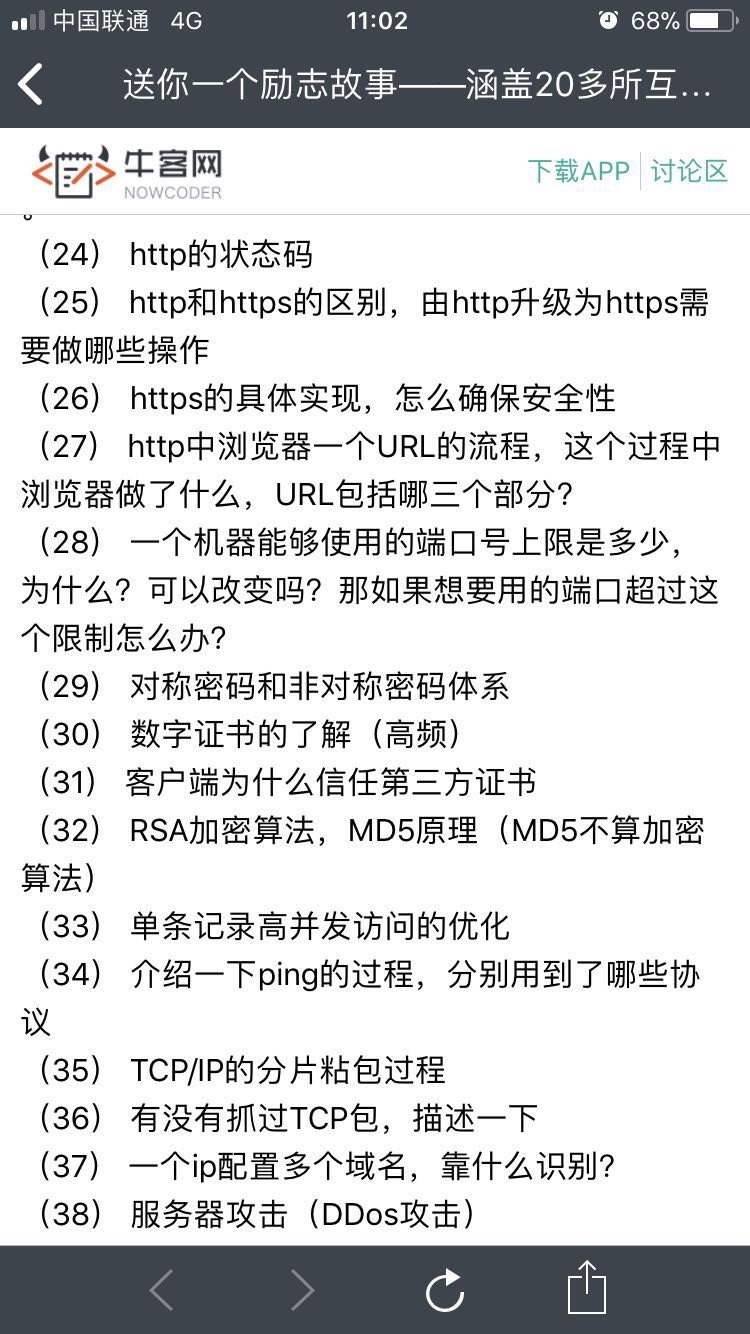 中国联通 4G 11:02 68%
送你一个励志故事——涵盖20多所互...
牛客网
NOWCODER
下载APP 讨论区
（24） http的状态码
（25） http和https的区别，由http升级为https需
要做哪些操作
（26） https的具体实现，怎么确保安全性
（27） http中浏览器一个URL的流程，这个过程中
浏览器做了什么，URL包括哪三个部分？
（28） 一个机器能够使用的端口号上限是多少，
为什么？可以改变吗？那如果想要用的端口超过这
个限制怎么办？
（29） 对称密码和非对称密码体系
（30） 数字证书的了解（高频）
（31） 客户端为什么信任第三方证书
（32） RSA加密算法，MD5原理（MD5不算加密
算法）
（33） 单条记录高并发访问的优化
（34） 介绍一下ping的过程，分别用到了哪些协
议
（35） TCP/IP的分片粘包过程
（36） 有没有抓过TCP包，描述一下
（37） 一个ip配置多个域名，靠什么识别？
（38） 服务器攻击（DDos攻击）